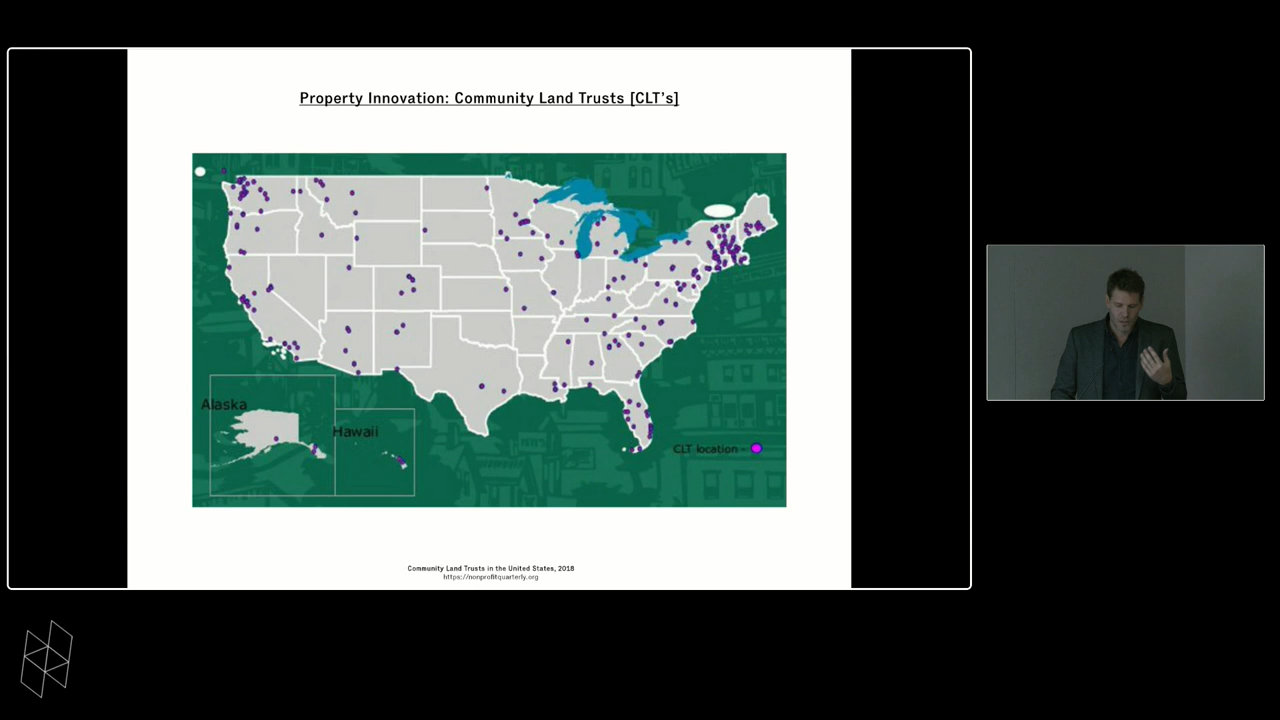 Property Innovation: Community Land Trusts [CLT's]
Alaska
Hawaii
CLT location -
Community Land Trusts in the United States, 2018
https://nonprofitquarterly.org